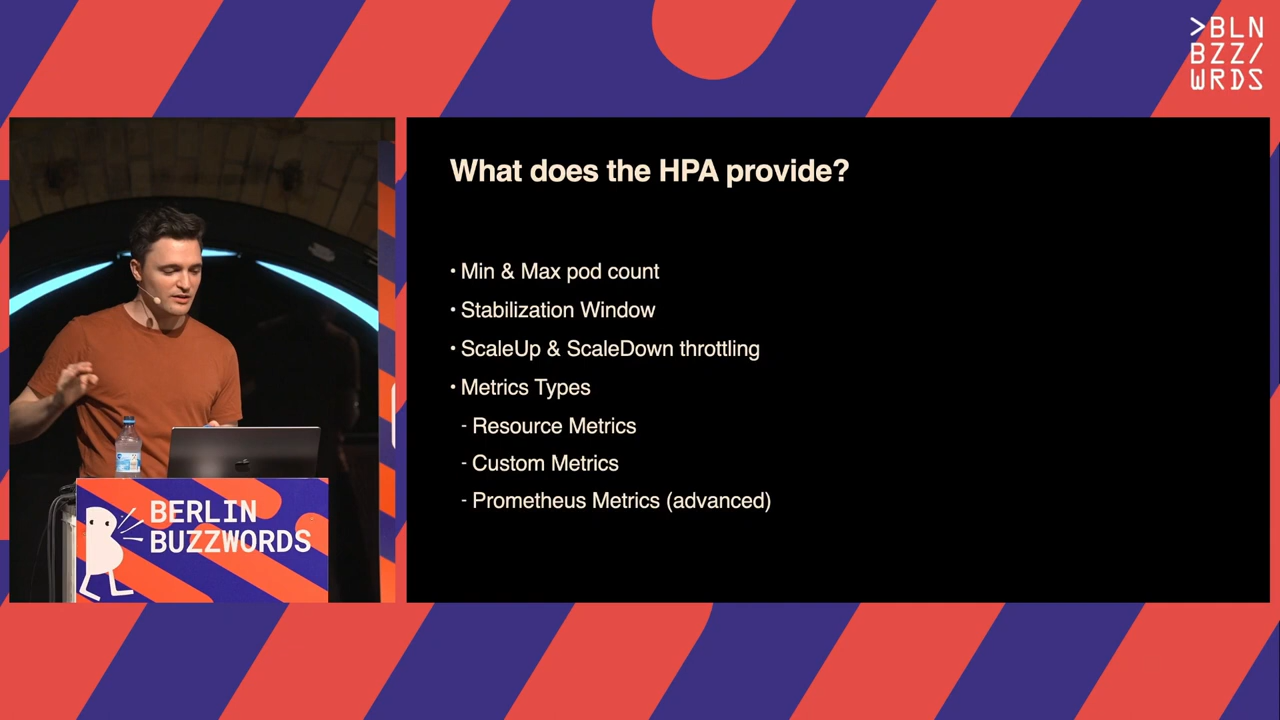 >BLN
BZZ/
WRDS
What does the HPA provide?
• Min & Max pod count
• Stabilization Window
• ScaleUp & ScaleDown throttling
• Metrics Types
- Resource Metrics
- Custom Metrics
- Prometheus Metrics (advanced)
BERLIN
BUZZWORDS